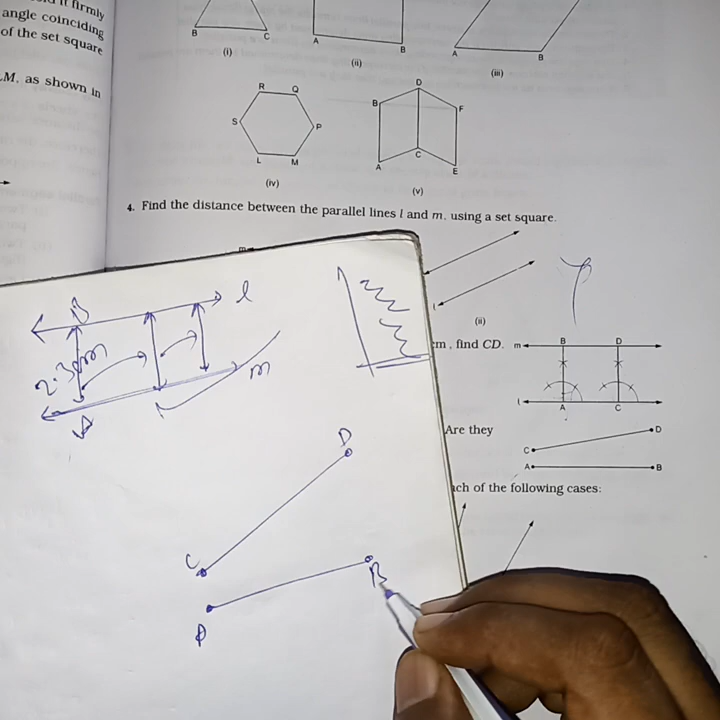 d it firmly
angle coinciding
of the set square
M, as shown in
B C
(i)
A B
(ii)
A B
(iii)
R Q
S P
L M
(iv)
D
B F
C
A E
(v)
4. Find the distance between the parallel lines l and m, using a set square.
m
l
(ii)
m, find CD.
m B D
l A C
Are they
C D
A B
ach of the following cases:
B l
2.3cm
A m
D
C
B
A